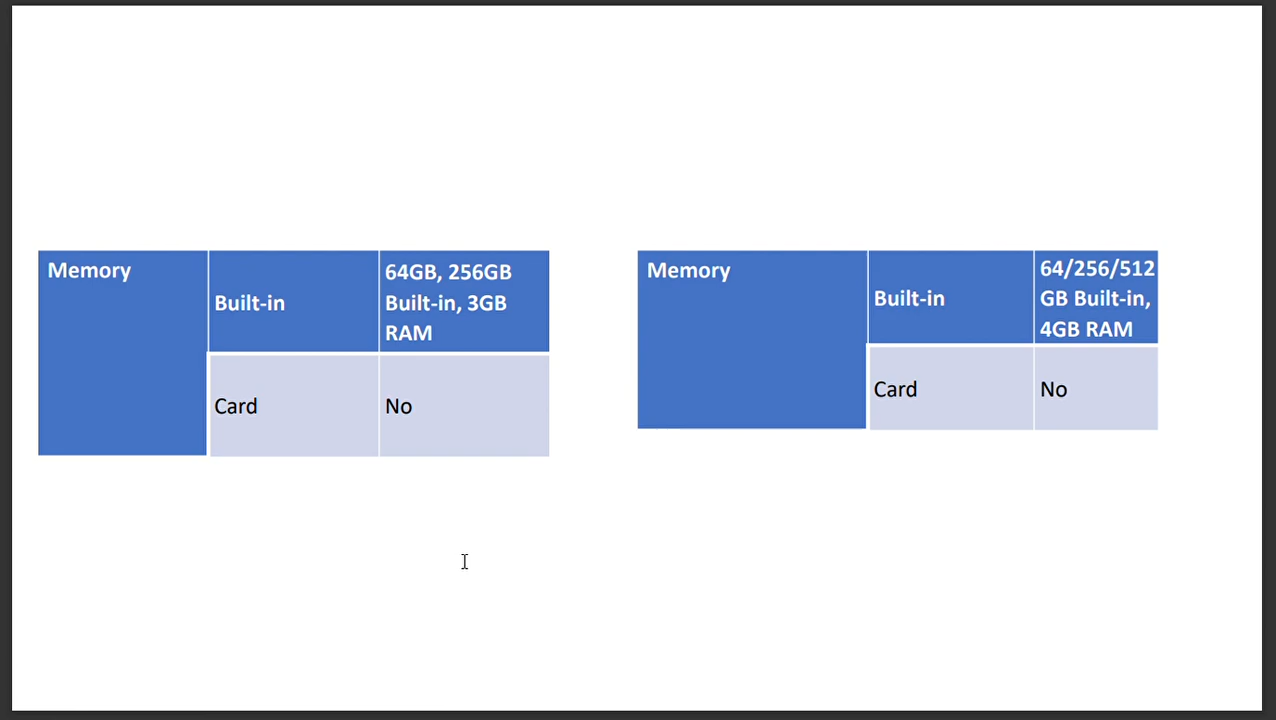 Memory
Built-in
64GB, 256GB
Built-in, 3GB
RAM
Card
No
Memory
Built-in
64/256/512
GB Built-in,
4GB RAM
Card
No